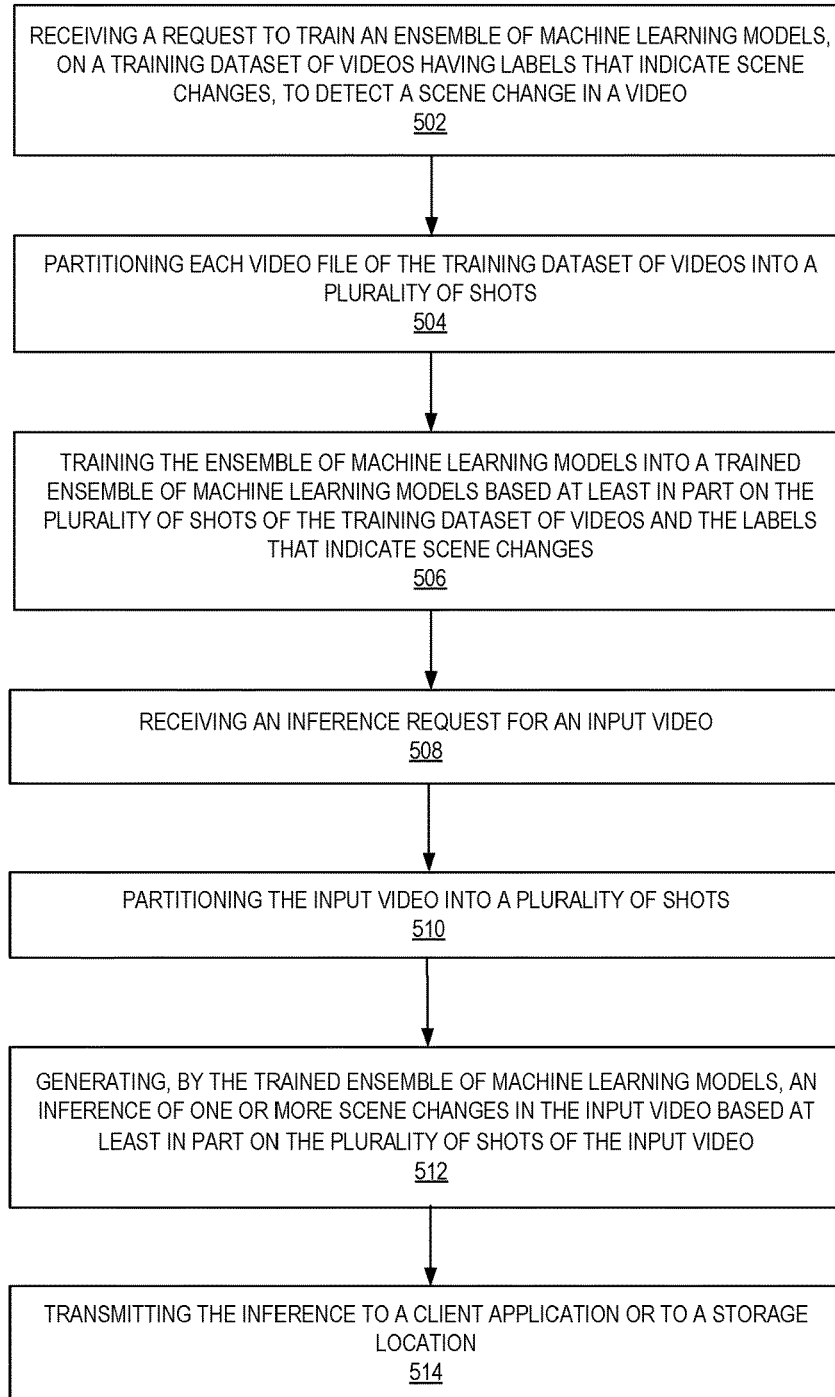 RECEIVING A REQUEST TO TRAIN AN ENSEMBLE OF MACHINE LEARNING MODELS,
ON A TRAINING DATASET OF VIDEOS HAVING LABELS THAT INDICATE SCENE
CHANGES, TO DETECT A SCENE CHANGE IN A VIDEO
502
PARTITIONING EACH VIDEO FILE OF THE TRAINING DATASET OF VIDEOS INTO A
PLURALITY OF SHOTS
504
TRAINING THE ENSEMBLE OF MACHINE LEARNING MODELS INTO A TRAINED
ENSEMBLE OF MACHINE LEARNING MODELS BASED AT LEAST IN PART ON THE
PLURALITY OF SHOTS OF THE TRAINING DATASET OF VIDEOS AND THE LABELS
THAT INDICATE SCENE CHANGES
506
RECEIVING AN INFERENCE REQUEST FOR AN INPUT VIDEO
508
PARTITIONING THE INPUT VIDEO INTO A PLURALITY OF SHOTS
510
GENERATING, BY THE TRAINED ENSEMBLE OF MACHINE LEARNING MODELS, AN
INFERENCE OF ONE OR MORE SCENE CHANGES IN THE INPUT VIDEO BASED AT
LEAST IN PART ON THE PLURALITY OF SHOTS OF THE INPUT VIDEO
512
TRANSMITTING THE INFERENCE TO A CLIENT APPLICATION OR TO A STORAGE
LOCATION
514